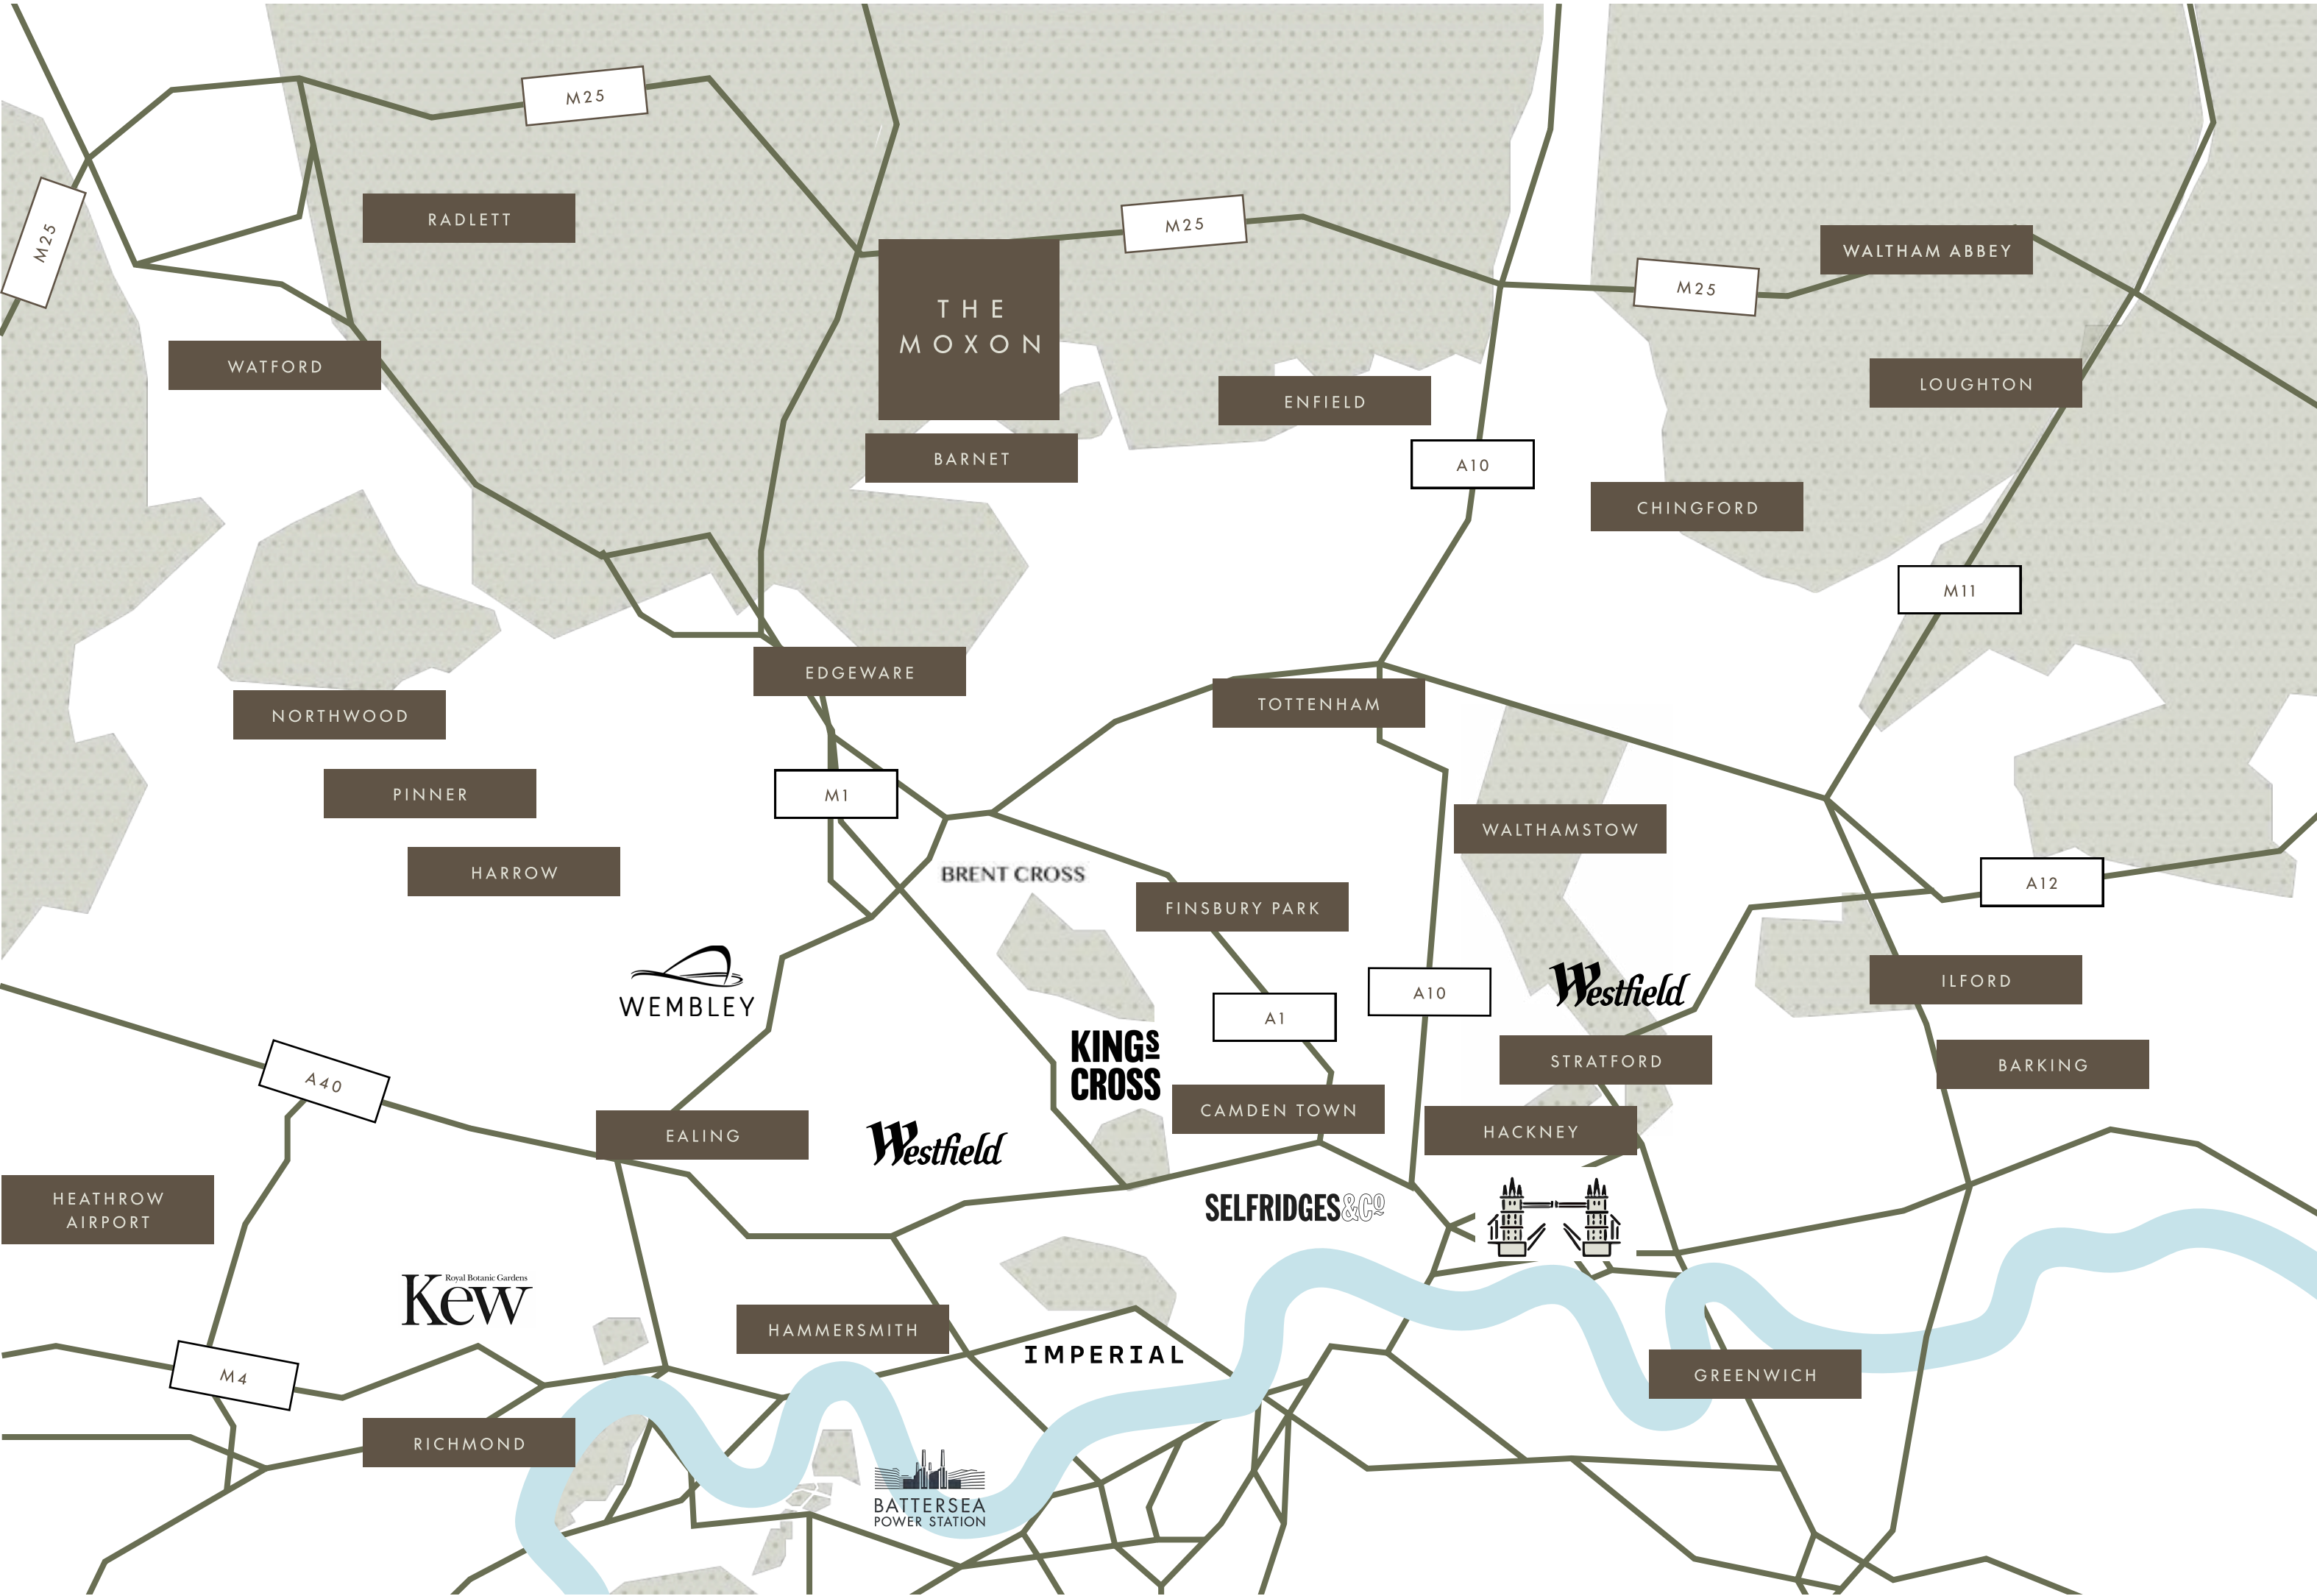 M25
RADLETT
M25
M25
WALTHAM ABBEY
M25
THE
MOXON
WATFORD
ENFIELD
LOUGHTON
BARNET
A10
CHINGFORD
M11
EDGEWARE
TOTTENHAM
NORTHWOOD
PINNER
M1
WALTHAMSTOW
HARROW
BRENT CROSS
A12
FINSBURY PARK
WEMBLEY
Westfield
ILFORD
A10
A1
KINGS
CROSS
STRATFORD
BARKING
A40
CAMDEN TOWN
EALING
Westfield
HACKNEY
HEATHROW
AIRPORT
SELFRIDGES&CO
Royal Botanic Gardens
Kew
HAMMERSMITH
IMPERIAL
M4
GREENWICH
RICHMOND
BATTERSEA
POWER STATION